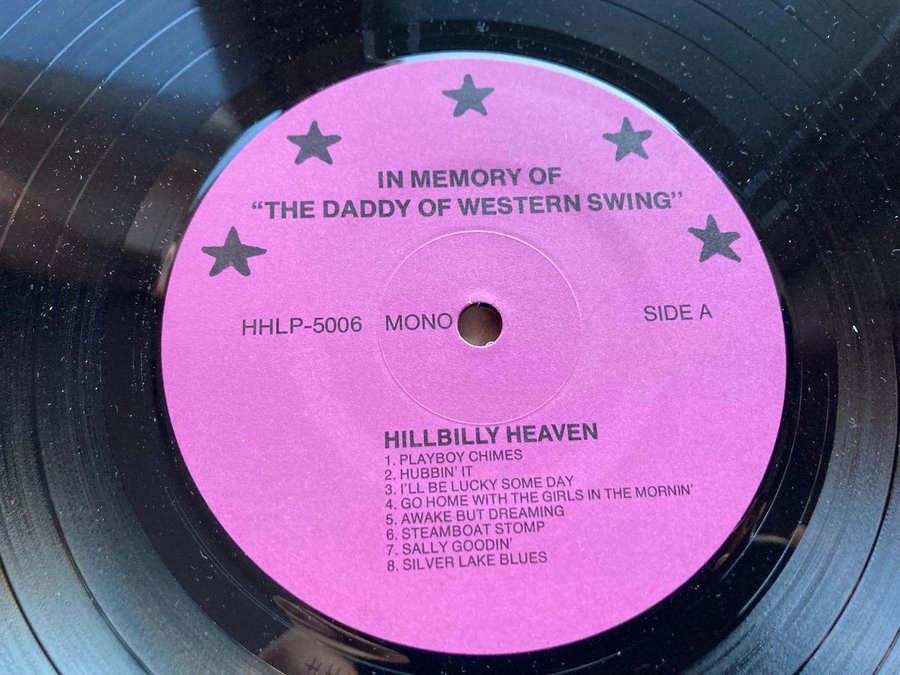 IN MEMORY OF
“THE DADDY OF WESTERN SWING”
HHLP-5006 MONO SIDE A
HILLBILLY HEAVEN
1. PLAYBOY CHIMES
2. HUBBIN' IT
3. I'LL BE LUCKY SOME DAY
4. GO HOME WITH THE GIRLS IN THE MORNIN'
5. AWAKE BUT DREAMING
6. STEAMBOAT STOMP
7. SALLY GOODIN'
8. SILVER LAKE BLUES